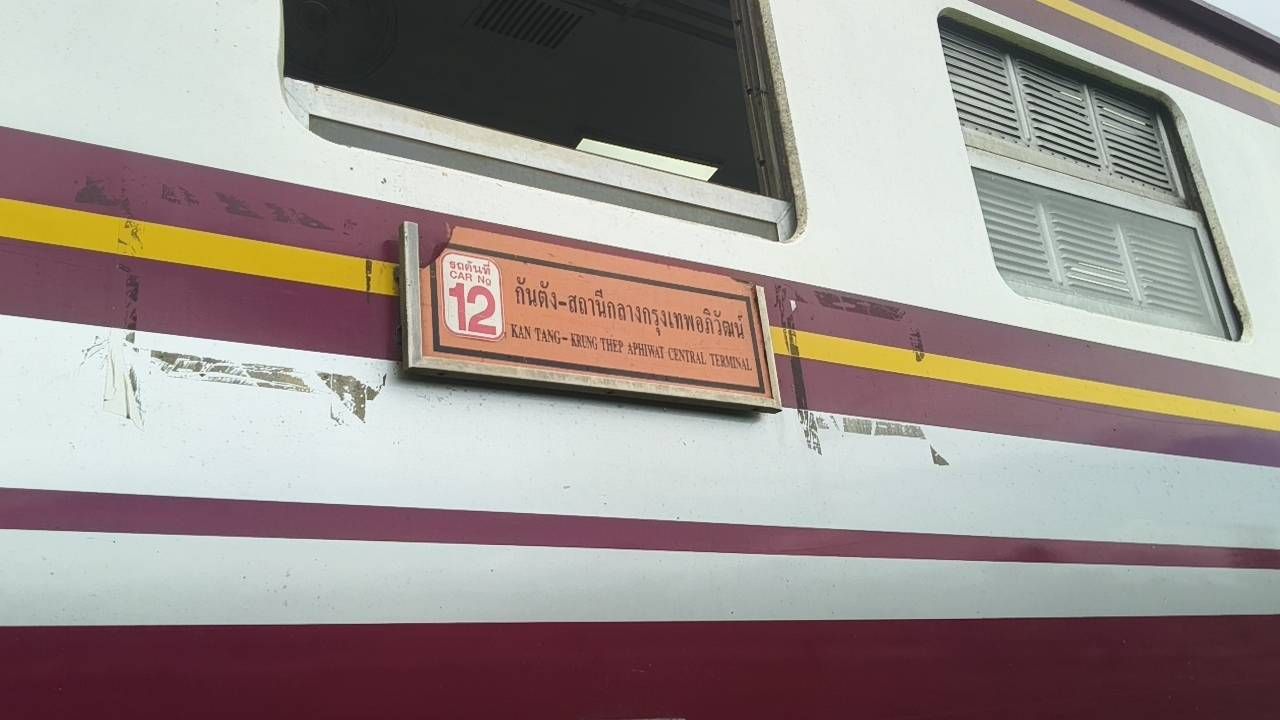 รถคันที่
CAR No
12
กันตัง-สถานีกลางกรุงเทพอภิวัฒน์
KAN TANG- KRUNG THEP APHIWAT CENTRAL TERMINAL